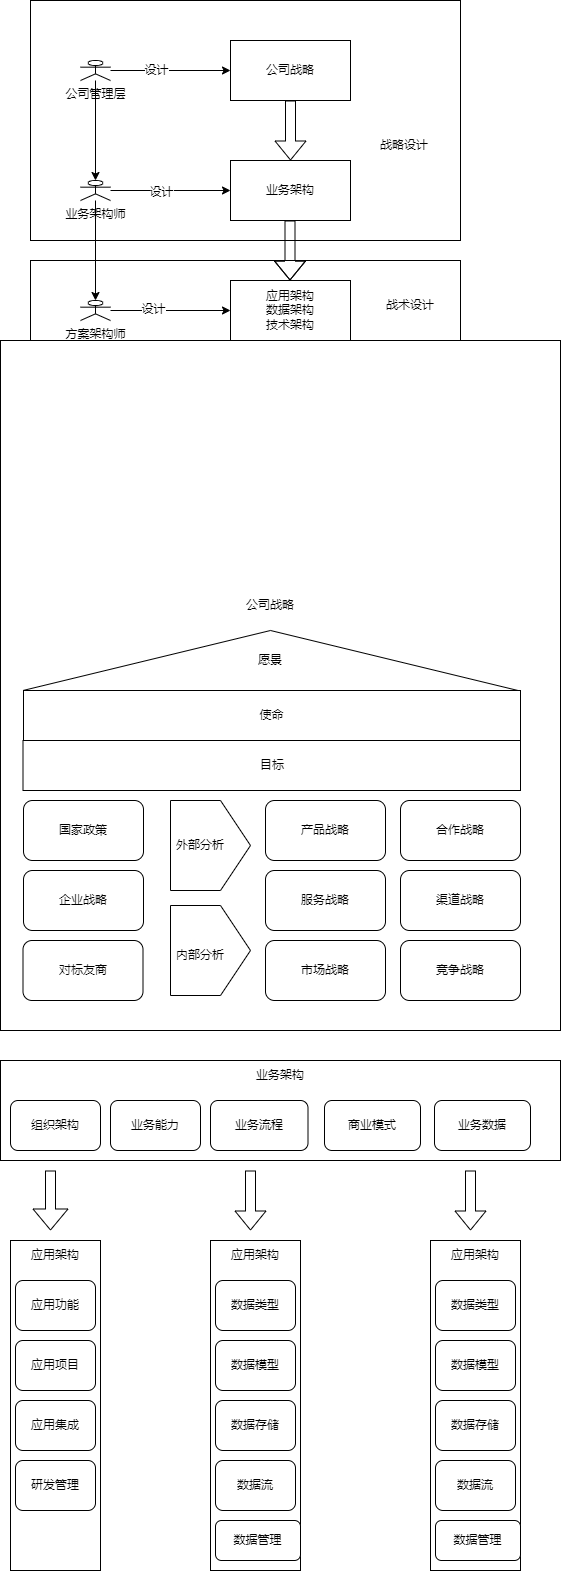 设计
公司战略
公司管理层
战略设计
设计
业务架构
业务架构师
设计
应用架构
数据架构
技术架构
战术设计
方案架构师
公司战略
愿景
使命
目标
国家政策
外部分析
产品战略
合作战略
企业战略
服务战略
渠道战略
对标友商
内部分析
市场战略
竞争战略
业务架构
组织架构
业务能力
业务流程
商业模式
业务数据
应用架构
应用功能
应用项目
应用集成
研发管理
应用架构
数据类型
数据模型
数据存储
数据流
数据管理
应用架构
数据类型
数据模型
数据存储
数据流
数据管理